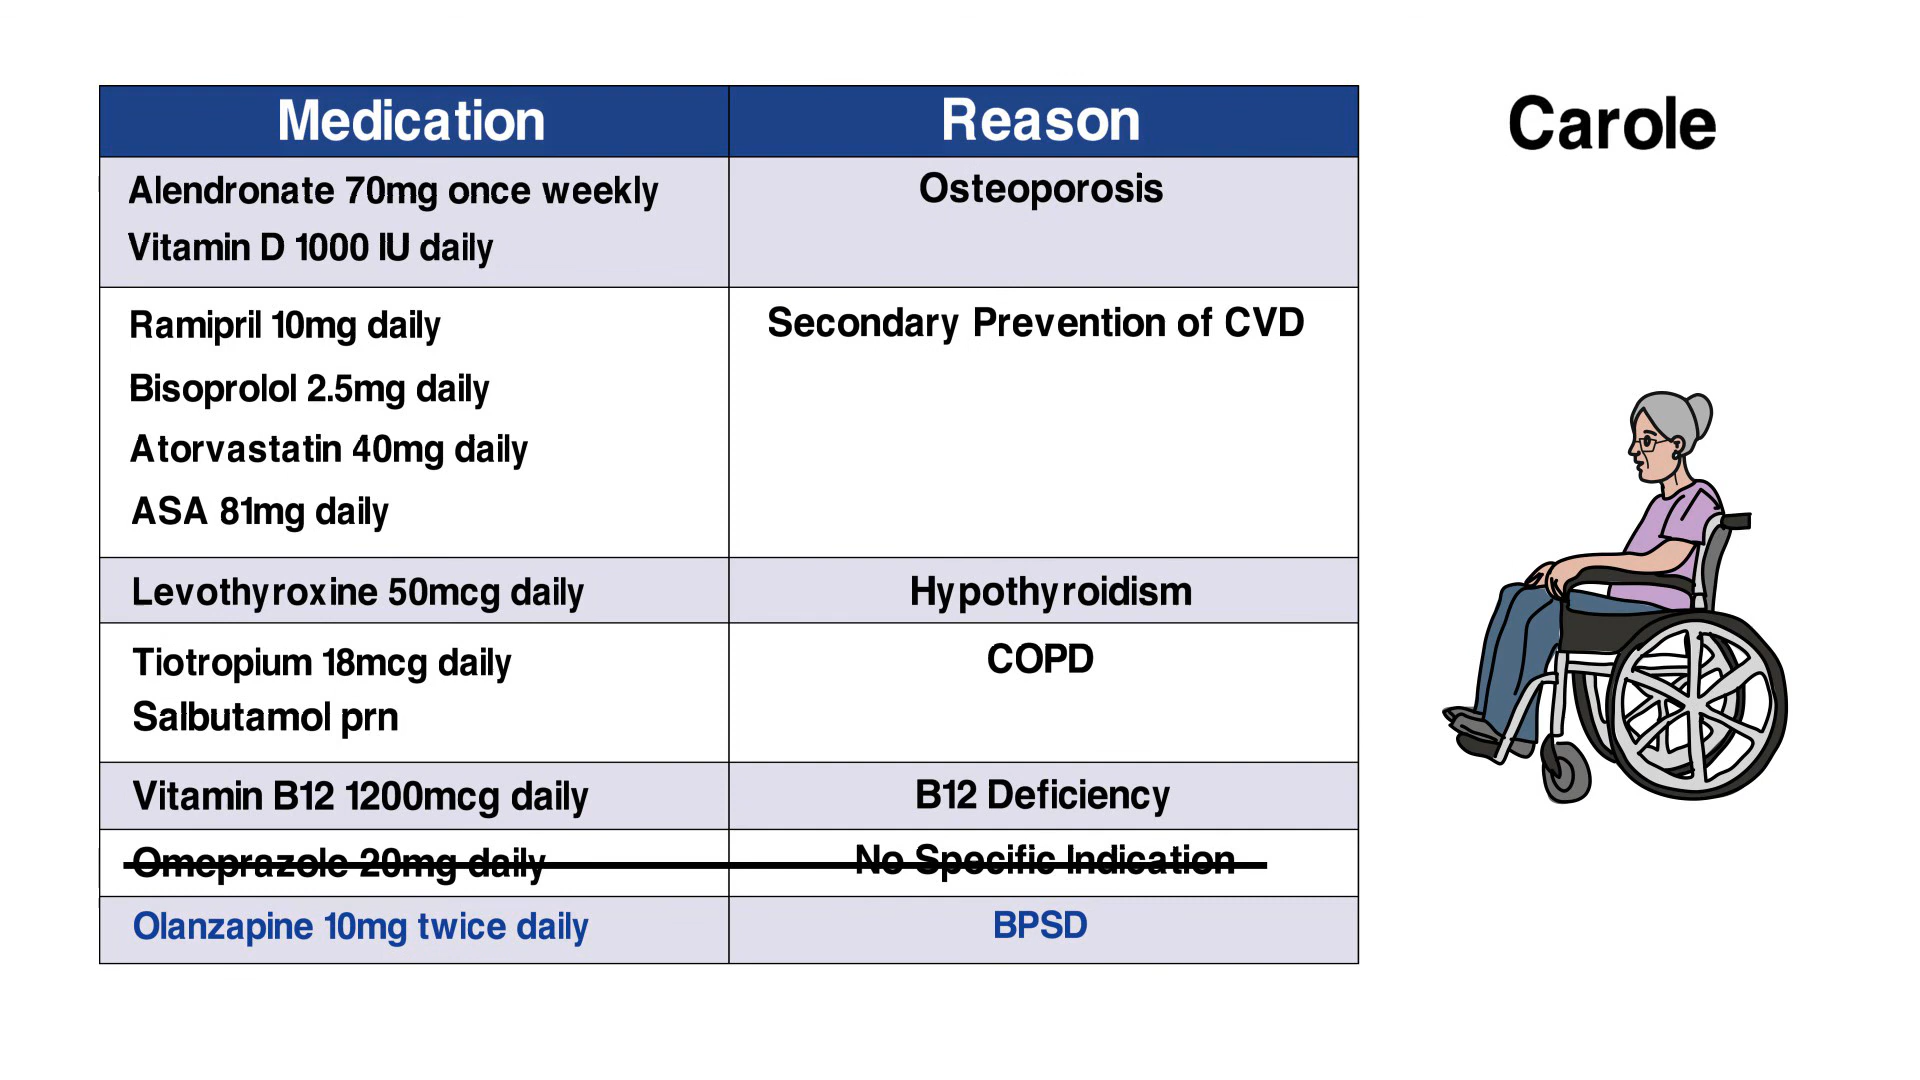 Medication
Reason
Carole
Alendronate 70mg once weekly
Osteoporosis
Vitamin D 1000 IU daily
Ramipril 10mg daily
Secondary Prevention of CVD
Bisoprolol 2.5mg daily
Atorvastatin 40mg daily
ASA 81mg daily
Levothyroxine 50mcg daily
Hypothyroidism
Tiotropium 18mcg daily
COPD
Salbutamol prn
Vitamin B12 1200mcg daily
B12 Deficiency
Omeprazole 20mg daily
No Specific Indication
Olanzapine 10mg twice daily
BPSD